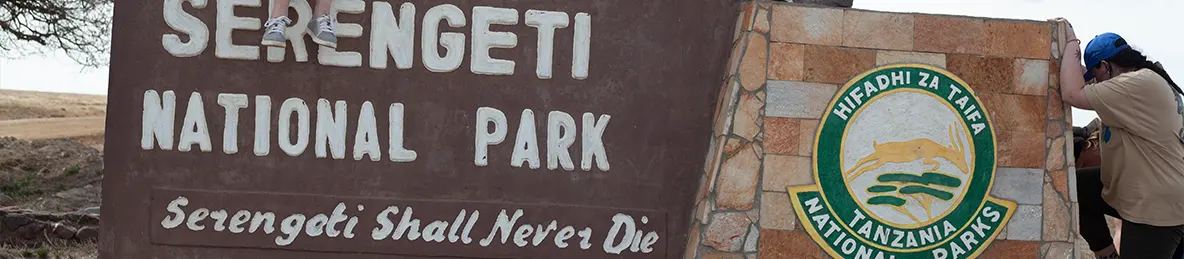 SERENGETI
NATIONAL PARK
Serengeti Shall Never Die
HIFADHI ZA TAIFA
TANZANIA
NATIONAL PARKS